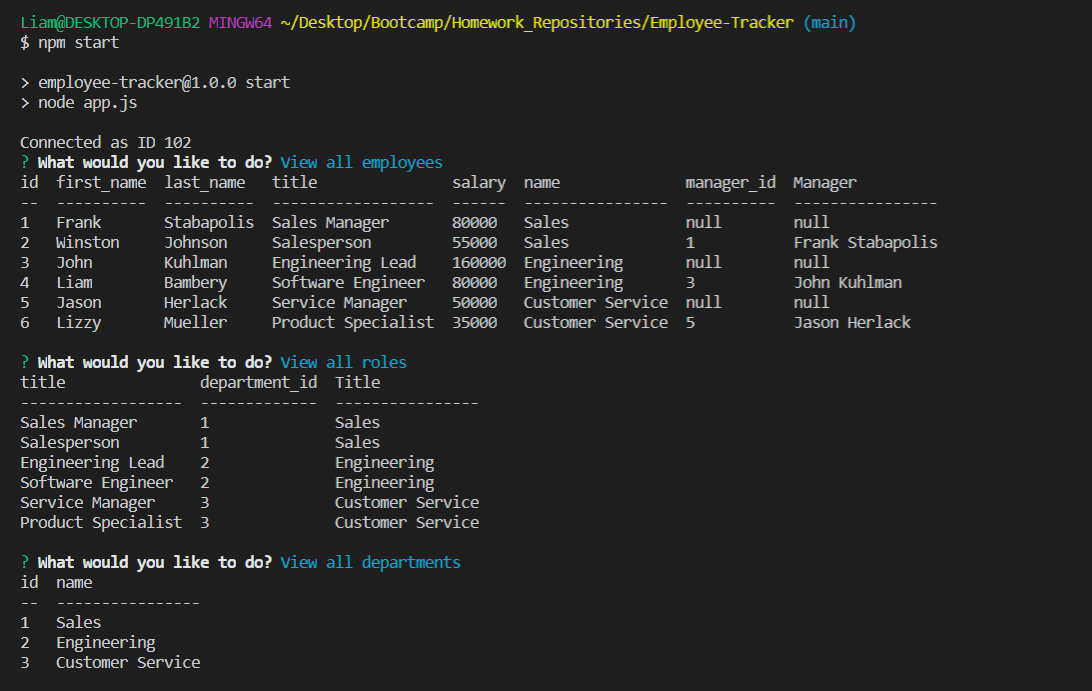 Liam@DESKTOP-DP491B2 MINGW64 ~/Desktop/Bootcamp/Homework_Repositories/Employee-Tracker (main)
$ npm start
> employee-tracker@1.0.0 start
> node app.js
Connected as ID 102
? What would you like to do? View all employees
id  first_name  last_name   title               salary  name              manager_id  Manager
--  ----------  ----------  ------------------  ------  ----------------  ----------  ----------------
1   Frank       Stabapolis  Sales Manager       80000   Sales             null        null
2   Winston     Johnson     Salesperson         55000   Sales             1           Frank Stabapolis
3   John        Kuhlman     Engineering Lead    160000  Engineering       null        null
4   Liam        Bambery     Software Engineer   80000   Engineering       3           John Kuhlman
5   Jason       Herlack     Service Manager     50000   Customer Service  null        null
6   Lizzy       Mueller     Product Specialist  35000   Customer Service  5           Jason Herlack
? What would you like to do? View all roles
title               department_id  Title
------------------  -------------  ----------------
Sales Manager       1              Sales
Salesperson         1              Sales
Engineering Lead    2              Engineering
Software Engineer   2              Engineering
Service Manager     3              Customer Service
Product Specialist  3              Customer Service
? What would you like to do? View all departments
id  name
--  ----------------
1   Sales
2   Engineering
3   Customer Service